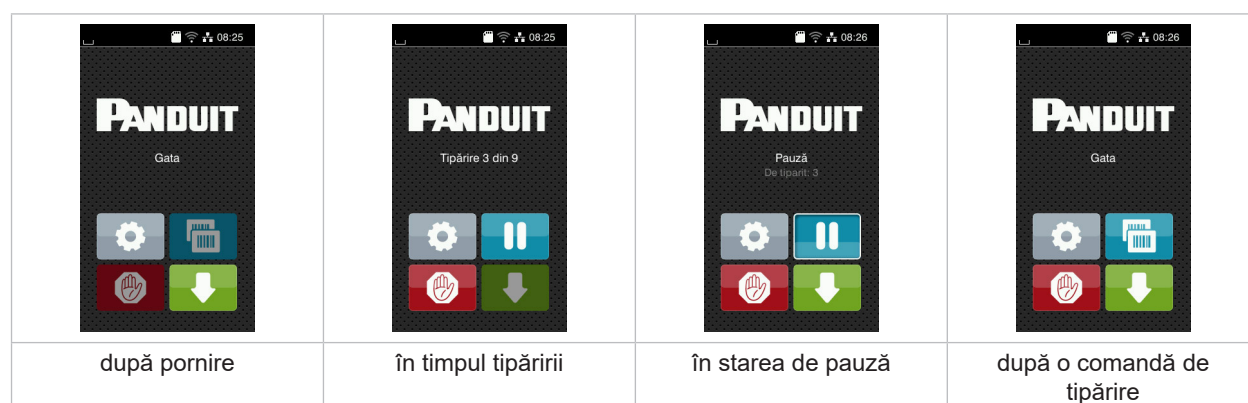 08:25
PANDUIT
Gata
după pornire
08:25
PANDUIT
Tipărire 3 din 9
în timpul tipăririi
08:26
PANDUIT
Pauză
De tiparit: 3
în starea de pauză
08:26
PANDUIT
Gata
după o comandă de
tipărire